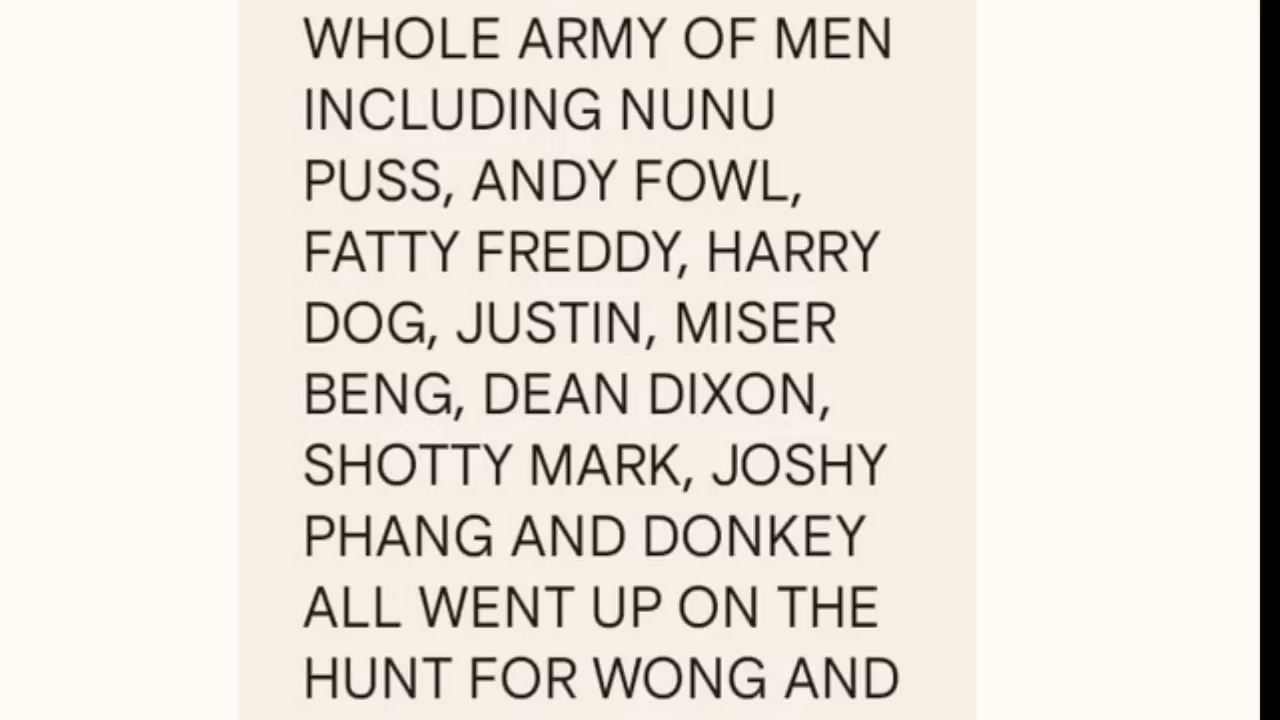 WHOLE ARMY OF MEN
INCLUDING NUNU
PUSS, ANDY FOWL,
FATTY FREDDY, HARRY
DOG, JUSTIN, MISER
BENG, DEAN DIXON,
SHOTTY MARK, JOSHY
PHANG AND DONKEY
ALL WENT UP ON THE
HUNT FOR WONG AND